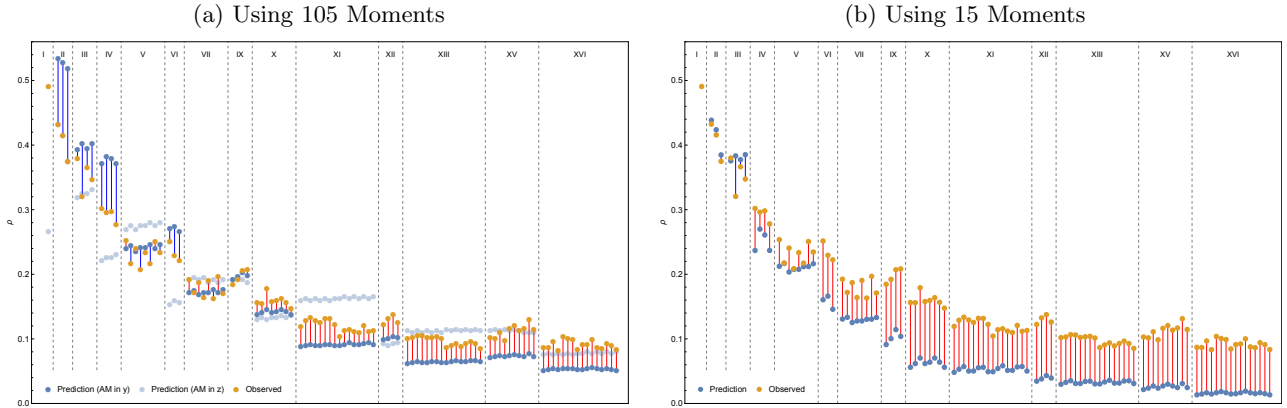 (a) Using 105 Moments
I II III IV V VI VII IX X XI XII XIII XV XVI
0.5
0.4
0.3
ρ
0.2
0.1
0.
Prediction (AM in y) Prediction (AM in z) Observed
(b) Using 15 Moments
I II III IV V VI VII IX X XI XII XIII XV XVI
0.5
0.4
0.3
ρ
0.2
0.1
0.
Prediction Observed